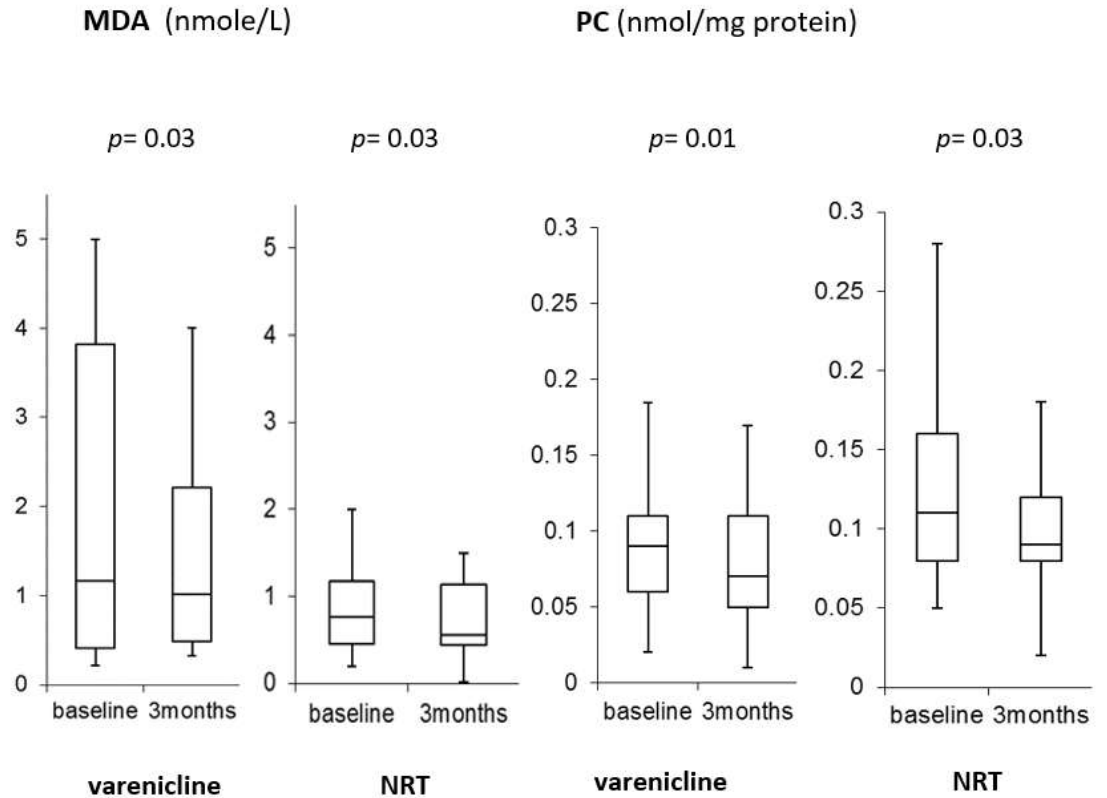 MDA (nmole/L)
PC (nmol/mg protein)
p= 0.03
p= 0.03
p= 0.01
p= 0.03
5
4
3
2
1
0
baseline 3months
varenicline
5
4
3
2
1
0
baseline 3months
NRT
0.3
0.25
0.2
0.15
0.1
0.05
0
baseline 3months
varenicline
0.3
0.25
0.2
0.15
0.1
0.05
0
baseline 3months
NRT